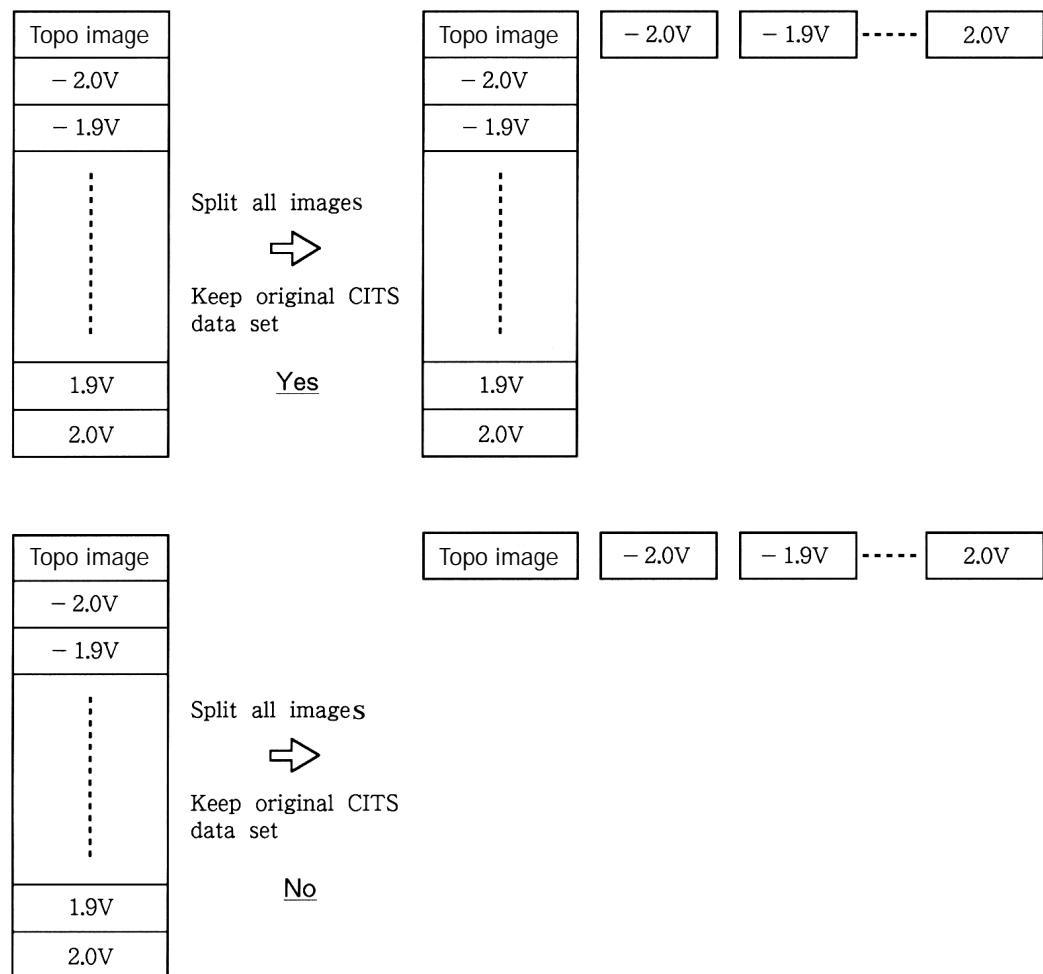 Topo image
− 2.0V
− 1.9V
1.9V
2.0V
Split all images
Keep original CITS
data set
Yes
Topo image
− 2.0V
− 1.9V
1.9V
2.0V
− 2.0V
− 1.9V
2.0V
Topo image
− 2.0V
− 1.9V
1.9V
2.0V
Split all images
Keep original CITS
data set
No
Topo image
− 2.0V
− 1.9V
2.0V